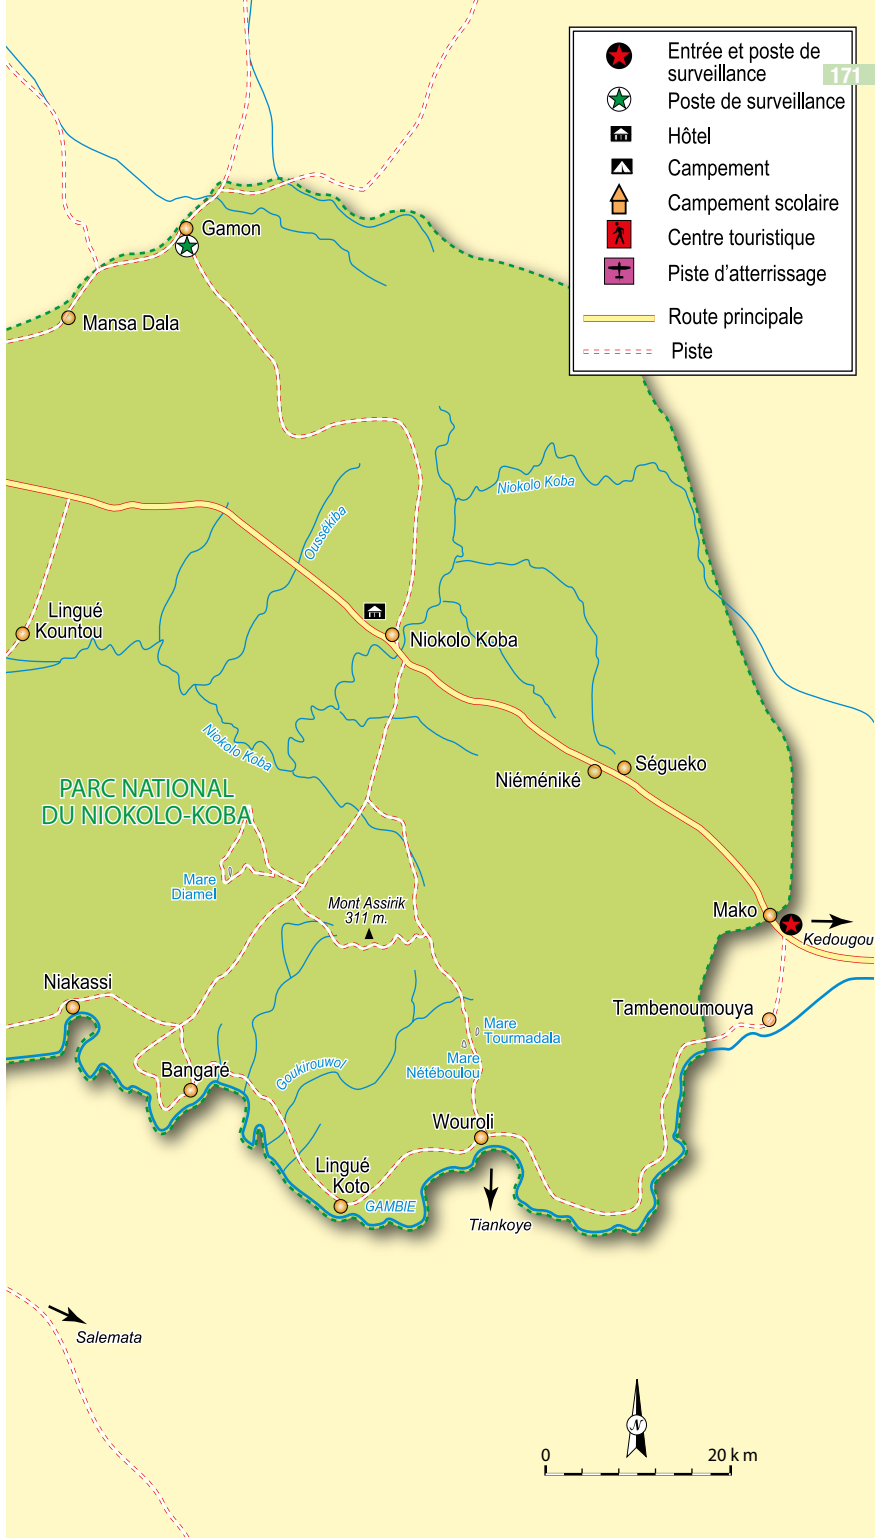 Entrée et poste de
surveillance
171
Poste de surveillance
Hôtel
Campement
Campement scolaire
Centre touristique
Piste d'atterrissage
Route principale
Piste
Gamon
Mansa Dala
Niokolo Koba
Oussékiba
Lingué
Kountou
Niokolo Koba
Niokolo Koba
Ségueko
Niéméniké
PARC NATIONAL
DU NIOKOLO-KOBA
Mare
Diamel
Mont Assirik
311 m.
Mako
Kedougou
Niakassi
Tambenoumouya
Mare
Tourmadala
Mare
Nétéboulou
Bangaré
Goukirouwol
Wouroli
Lingué
Koto
GAMBIE
Tiankoye
Salemata
N
0 20 k m